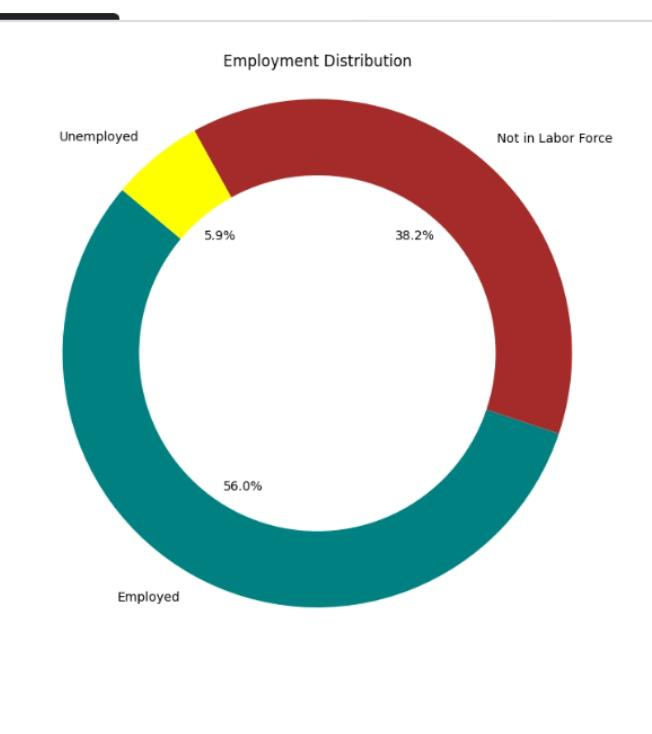 Employment Distribution
Unemployed
Not in Labor Force
5.9%
38.2%
56.0%
Employed